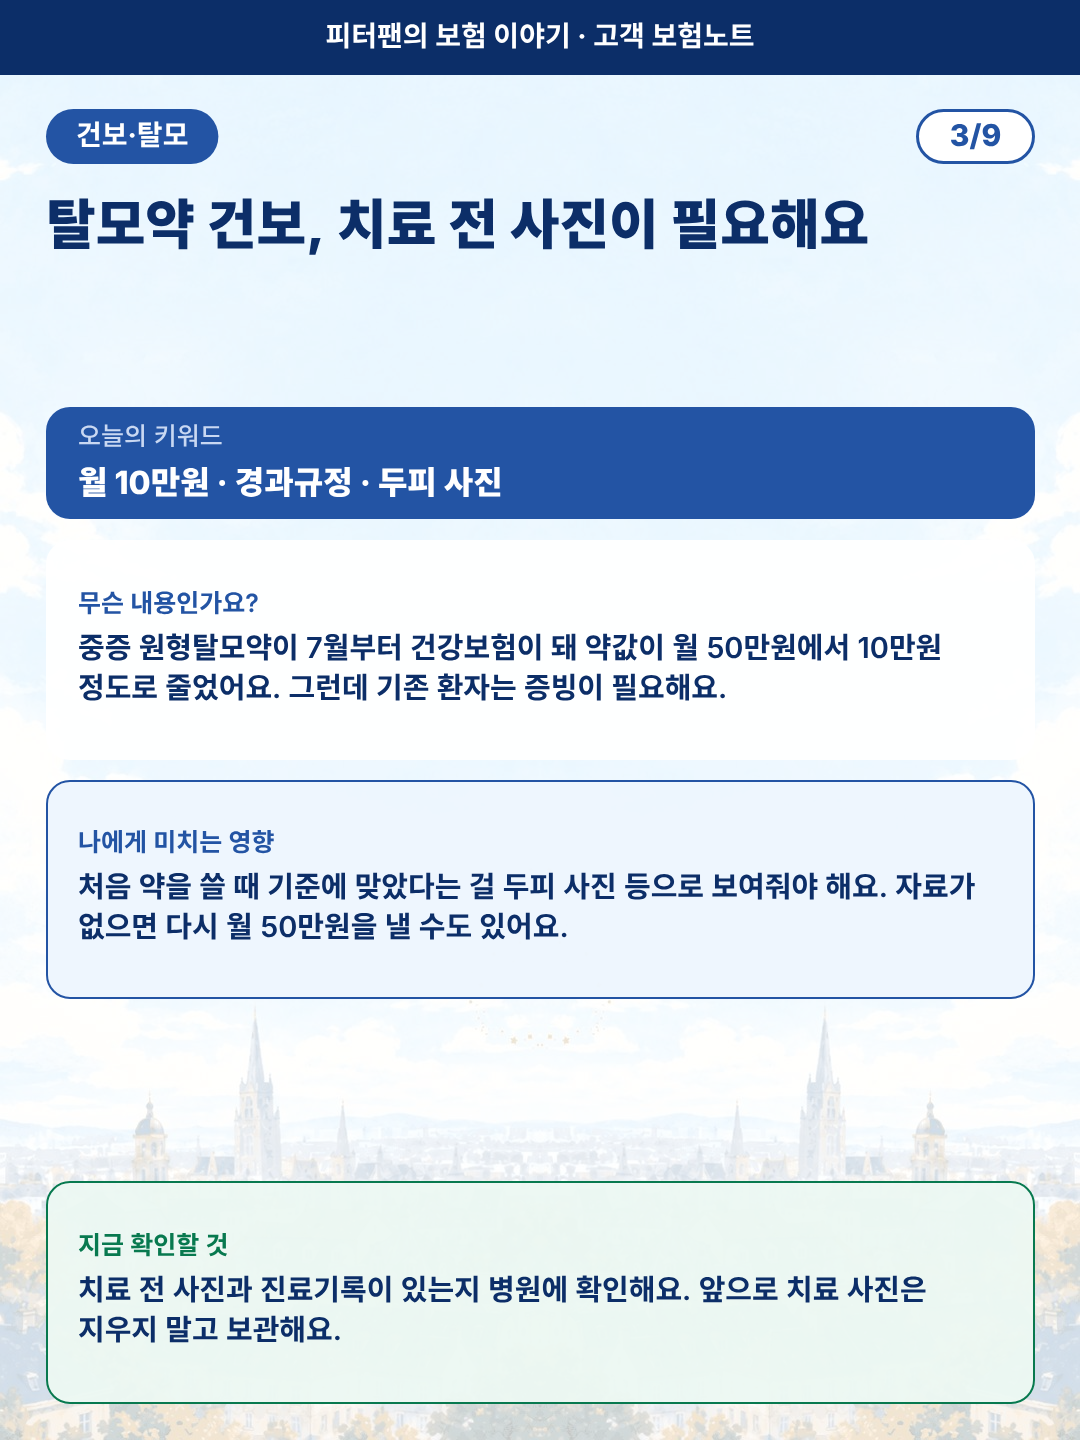 피터팬의 보험 이야기 · 고객 보험노트
건보·탈모
3/9
탈모약 건보, 치료 전 사진이 필요해요
오늘의 키워드
월 10만원 · 경과규정 · 두피 사진
무슨 내용인가요?
중증 원형탈모약이 7월부터 건강보험이 돼 약값이 월 50만원에서 10만원
정도로 줄었어요. 그런데 기존 환자는 증빙이 필요해요.
나에게 미치는 영향
처음 약을 쓸 때 기준에 맞았다는 걸 두피 사진 등으로 보여줘야 해요. 자료가
없으면 다시 월 50만원을 낼 수도 있어요.
지금 확인할 것
치료 전 사진과 진료기록이 있는지 병원에 확인해요. 앞으로 치료 사진은
지우지 말고 보관해요.